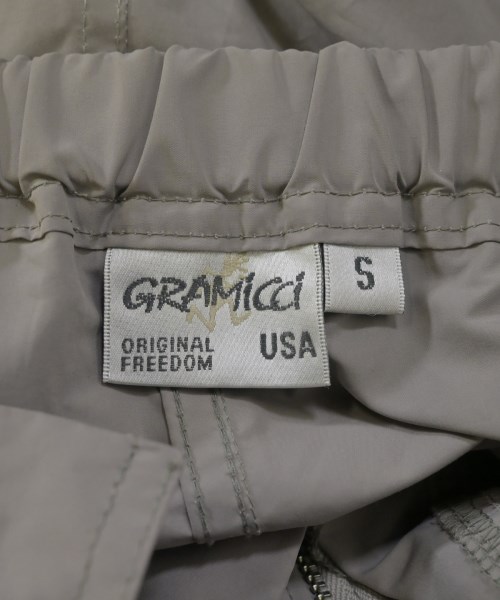 GRAMiCCi
S
ORIGINAL
FREEDOM
USA